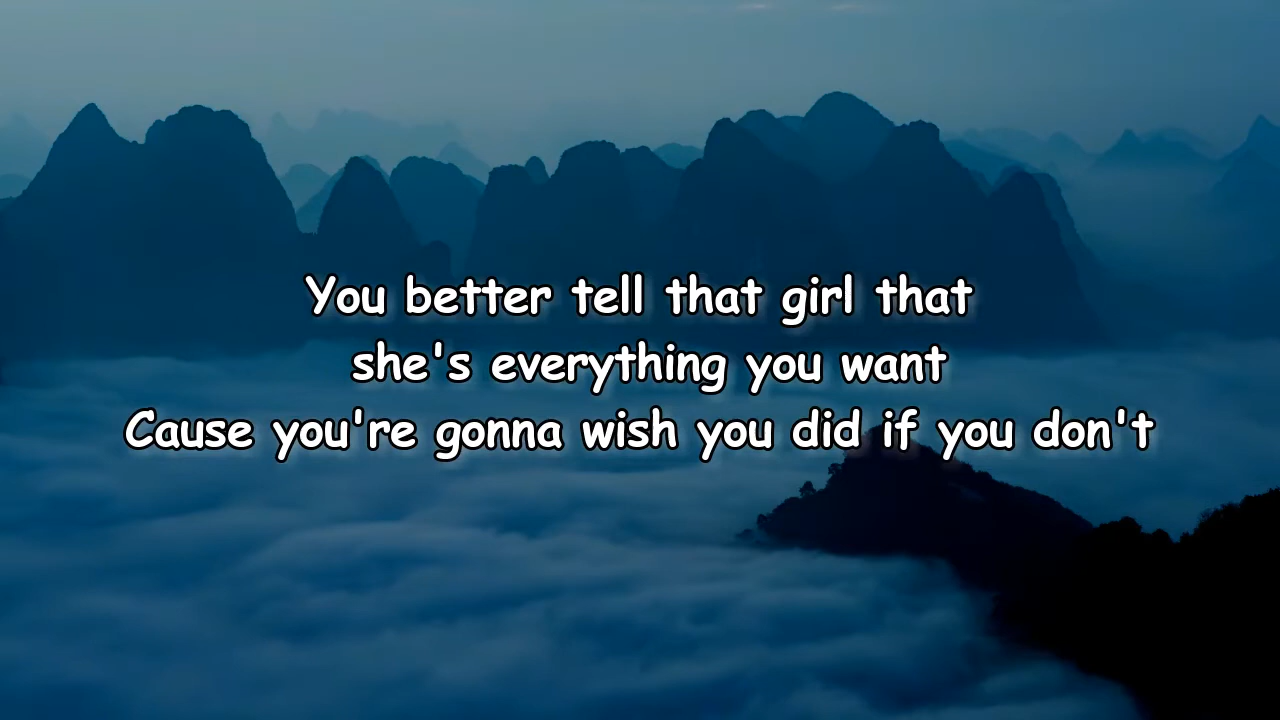 You better tell that girl that
she's everything you want
Cause you're gonna wish you did if you don't